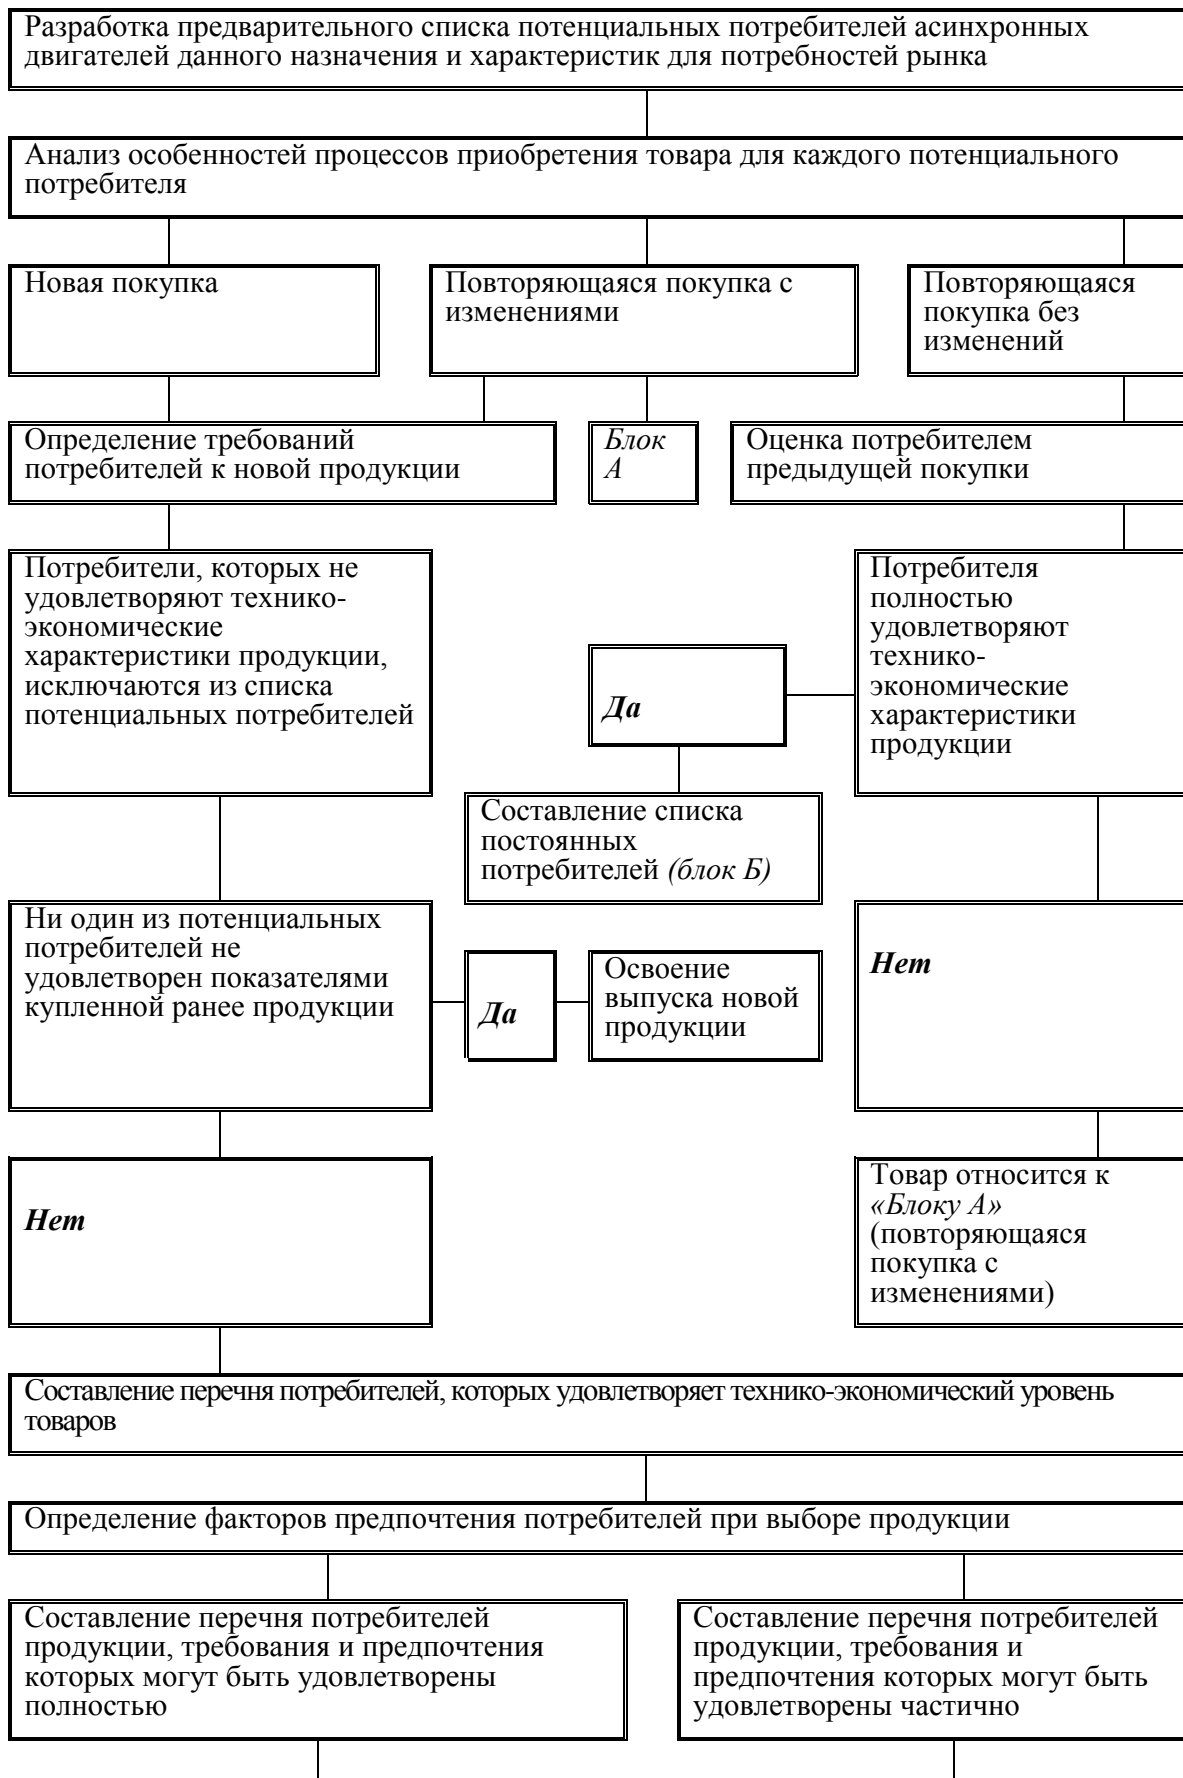 Разработка предварительного списка потенциальных потребителей асинхронных
двигателей данного назначения и характеристик для потребностей рынка
Анализ особенностей процессов приобретения товара для каждого потенциального
потребителя
Новая покупка
Повторяющаяся покупка с
изменениями
Повторяющаяся
покупка без
изменений
Определение требований
потребителей к новой продукции
Блок
А
Оценка потребителем
предыдущей покупки
Потребители, которых не
удовлетворяют технико-
экономические
характеристики продукции,
исключаются из списка
потенциальных потребителей
Да
Потребителя
полностью
удовлетворяют
технико-
экономические
характеристики
продукции
Составление списка
постоянных
потребителей (блок Б)
Ни один из потенциальных
потребителей не
удовлетворен показателями
купленной ранее продукции
Да
Освоение
выпуска новой
продукции
Нет
Нет
Товар относится к
«Блоку А»
(повторяющаяся
покупка с
изменениями)
Составление перечня потребителей, которых удовлетворяет технико-экономический уровень
товаров
Определение факторов предпочтения потребителей при выборе продукции
Составление перечня потребителей
продукции, требования и предпочтения
которых могут быть удовлетворены
полностью
Составление перечня потребителей
продукции, требования и
предпочтения которых могут быть
удовлетворены частично